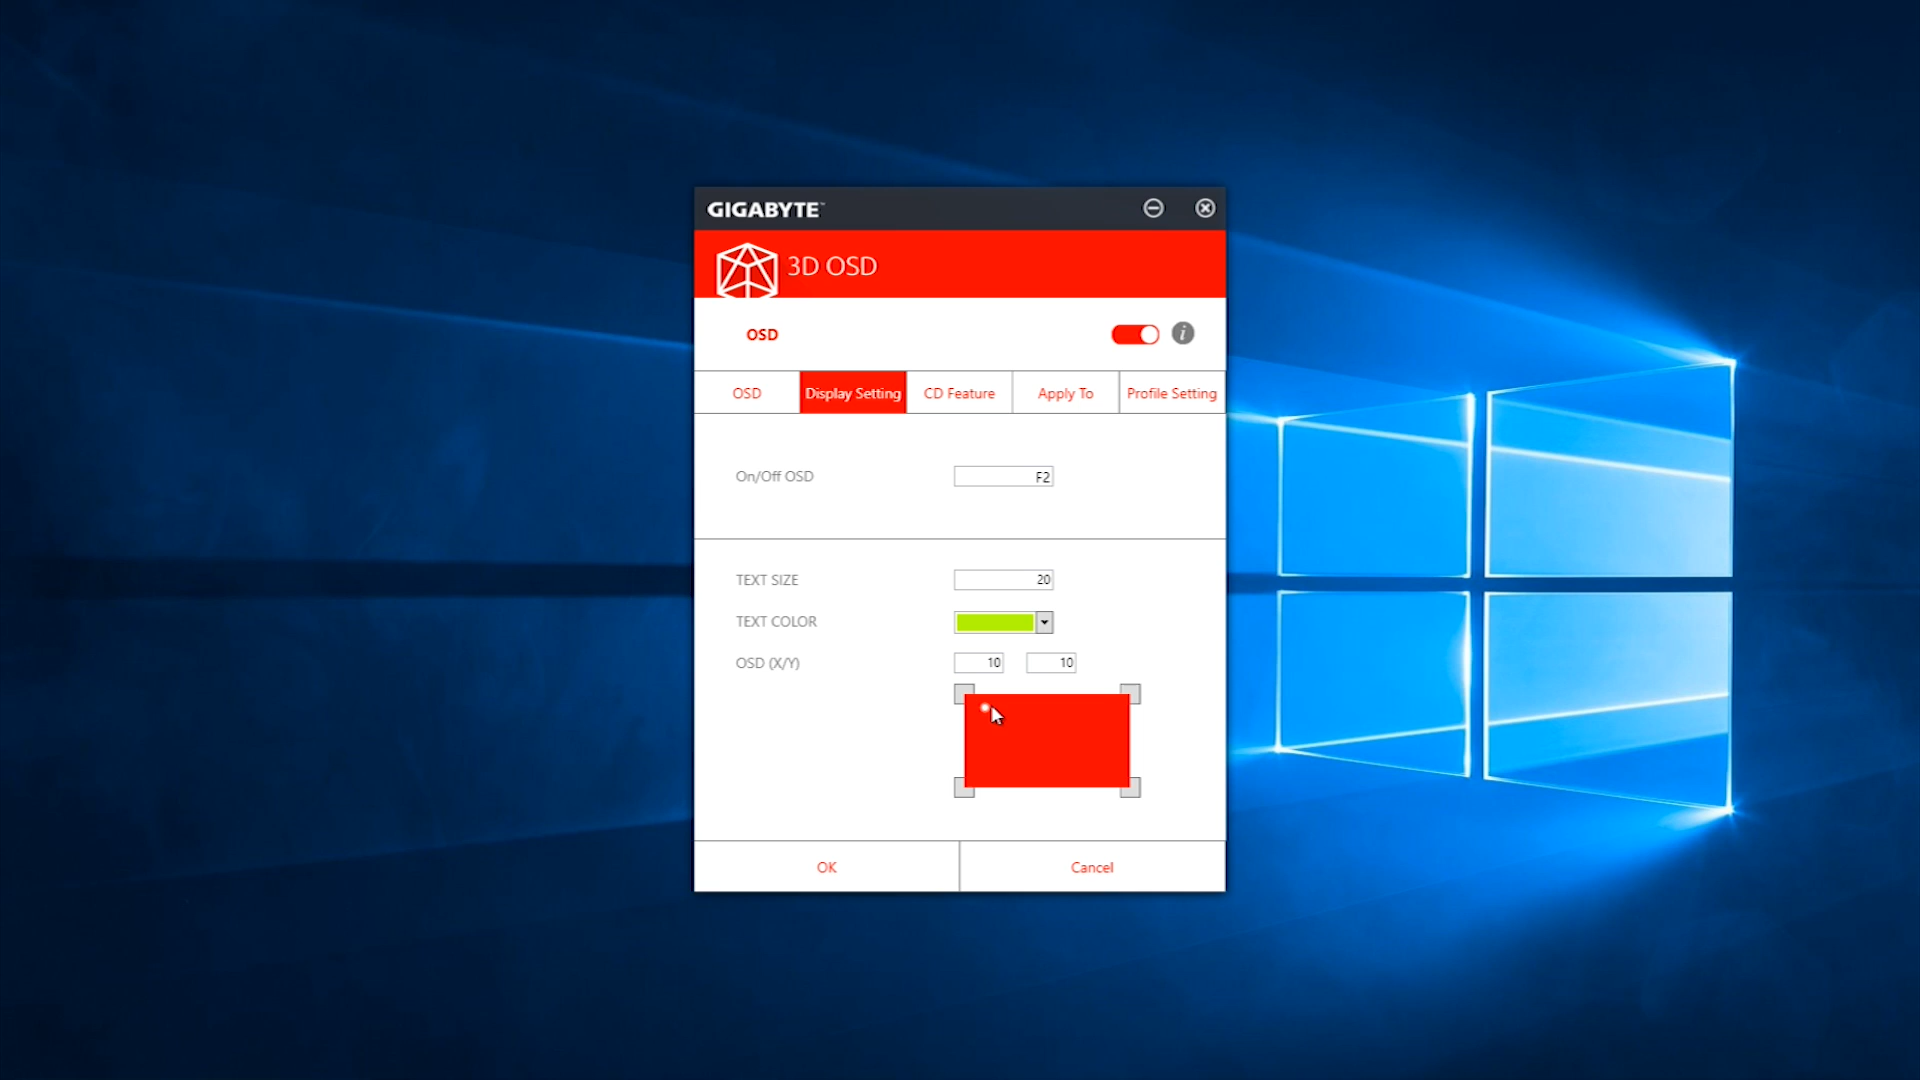 GIGABYTE™
3D OSD
OSD
OSD Display Setting CD Feature Apply To Profile Setting
On/Off OSD F2
TEXT SIZE 20
TEXT COLOR
OSD (X/Y) 10 10
OK Cancel